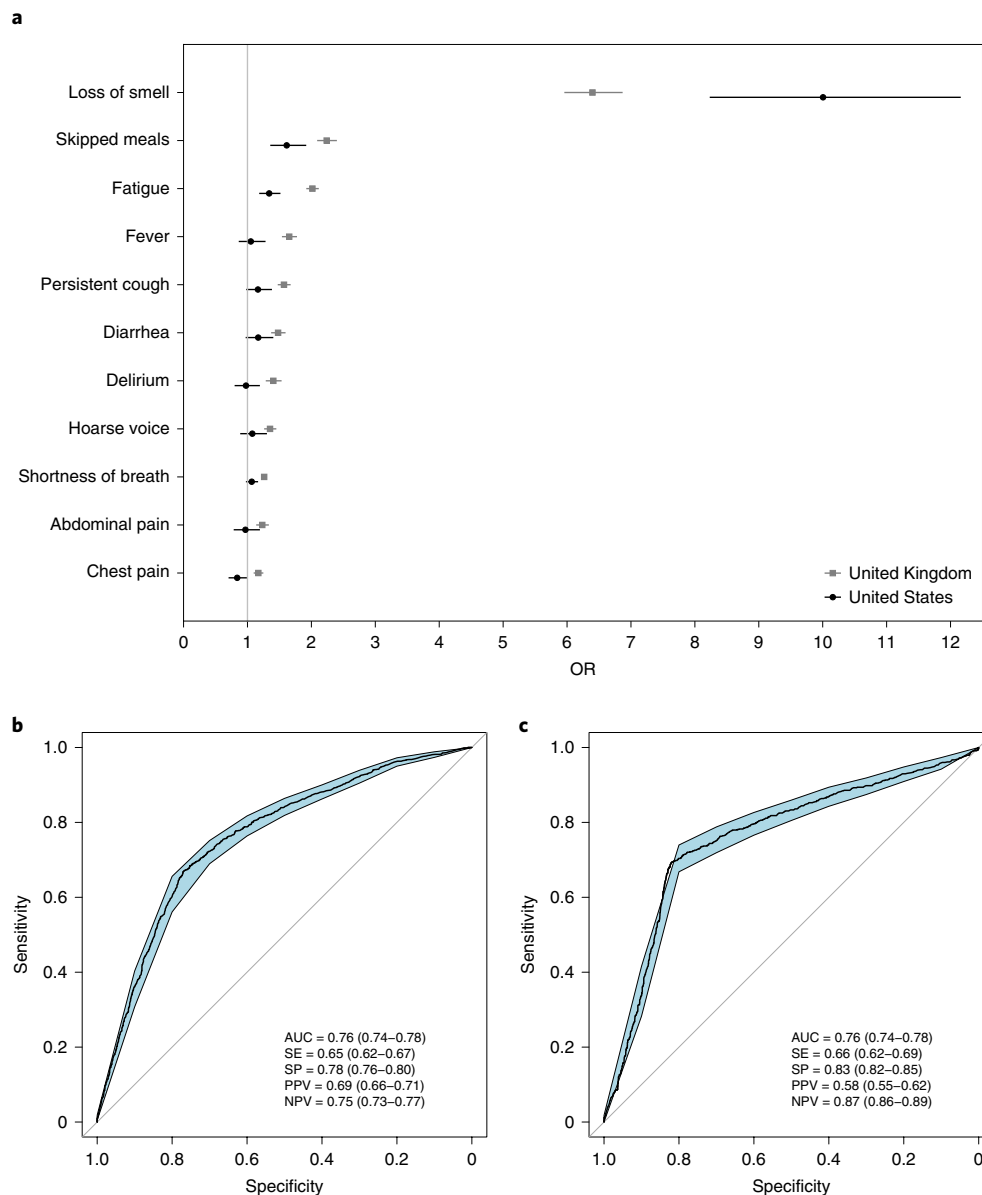 a
Loss of smell
Skipped meals
Fatigue
Fever
Persistent cough
Diarrhea
Delirium
Hoarse voice
Shortness of breath
Abdominal pain
Chest pain
United Kingdom
United States
0 1 2 3 4 5 6 7 8 9 10 11 12
OR
b
1.0
0.8
0.6
0.4
0.2
0
Sensitivity
AUC = 0.76 (0.74–0.78)
SE = 0.65 (0.62–0.67)
SP = 0.78 (0.76–0.80)
PPV = 0.69 (0.66–0.71)
NPV = 0.75 (0.73–0.77)
1.0 0.8 0.6 0.4 0.2 0
Specificity
c
1.0
0.8
0.6
0.4
0.2
0
Sensitivity
AUC = 0.76 (0.74–0.78)
SE = 0.66 (0.62–0.69)
SP = 0.83 (0.82–0.85)
PPV = 0.58 (0.55–0.62)
NPV = 0.87 (0.86–0.89)
1.0 0.8 0.6 0.4 0.2 0
Specificity